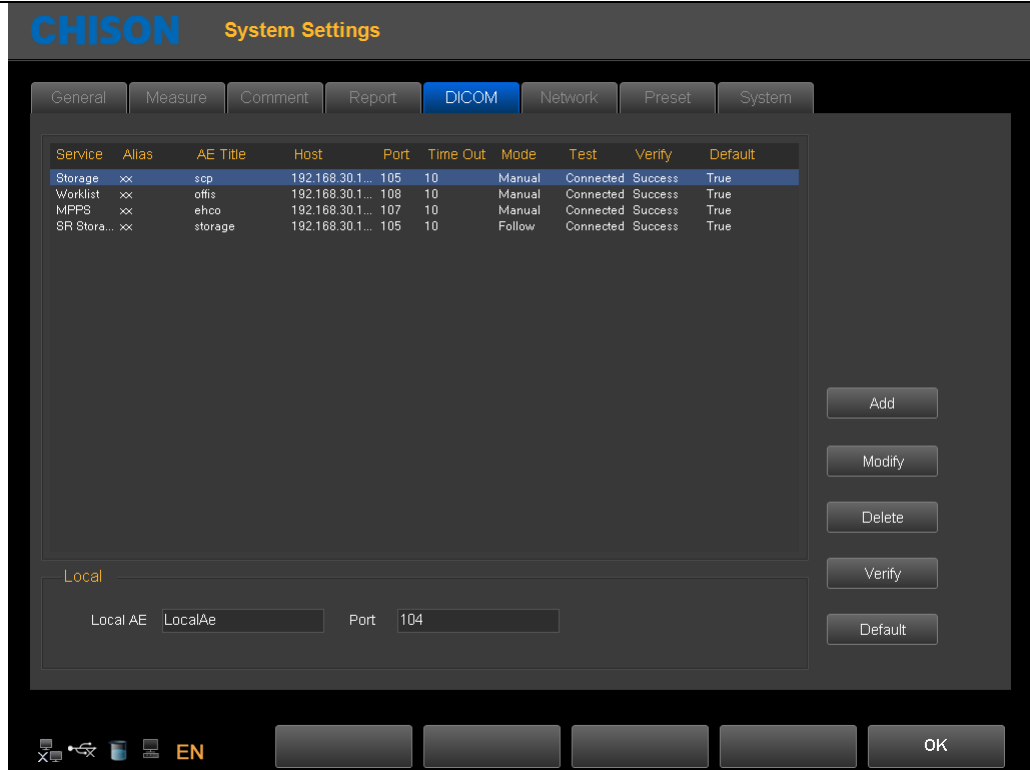 CHISON System Settings
General Measure Comment Report DICOM Network Preset System
Service Alias AE Title Host Port Time Out Mode Test Verify Default
Storage xx scp 192.168.30.1... 105 10 Manual Connected Success True
Worklist xx offis 192.168.30.1... 108 10 Manual Connected Success True
MPPS xx ehco 192.168.30.1... 107 10 Manual Connected Success True
SR Stora... xx storage 192.168.30.1... 105 10 Follow Connected Success True
Add
Modify
Delete
Verify
Default
Local
Local AE LocalAe Port 104
EN OK